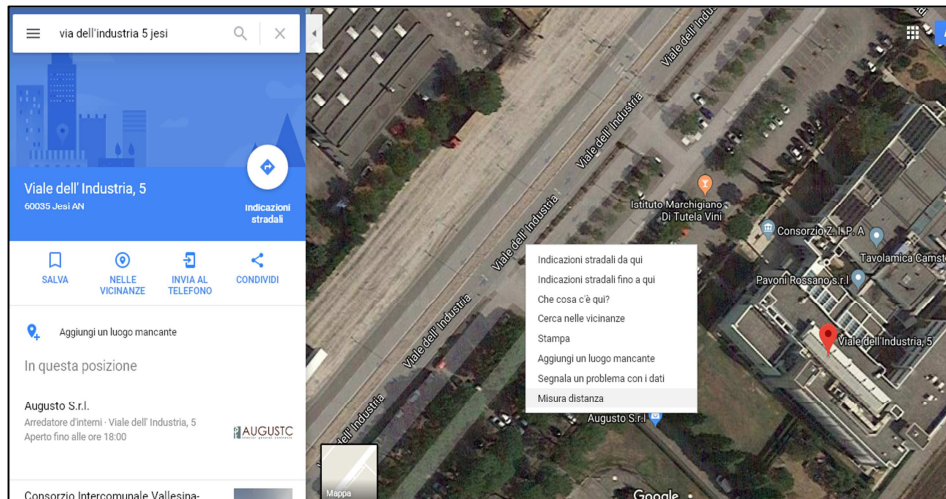 via dell'industria 5 jesi
Viale dell' Industria, 5
60035 Jesi AN
Indicazioni
stradali
SALVA
NELLE
VICINANZE
INVIA AL
TELEFONO
CONDIVIDI
Aggiungi un luogo mancante
In questa posizione
Augusto S.r.l.
Arredatore d'interni · Viale dell' Industria, 5
Aperto fino alle ore 18:00
AUGUSTC
Consorzio Intercomunale Vallesina-
Viale dell' Industria
Viale dell' Industria
Viale dell' Industria
Viale dell' Industria
dell' Industria
Istituto Marchigiano
Di Tutela Vini
Consorzio Z. I. P. A
Tavolamica Camst
Pavoni Rossano s.r.l
Viale dell'Industria, 5
Indicazioni stradali da qui
Indicazioni stradali fino a qui
Che cosa c'è qui?
Cerca nelle vicinanze
Stampa
Aggiungi un luogo mancante
Segnala un problema con i dati
Misura distanza
Augusto S.r.l
Mappa
Google